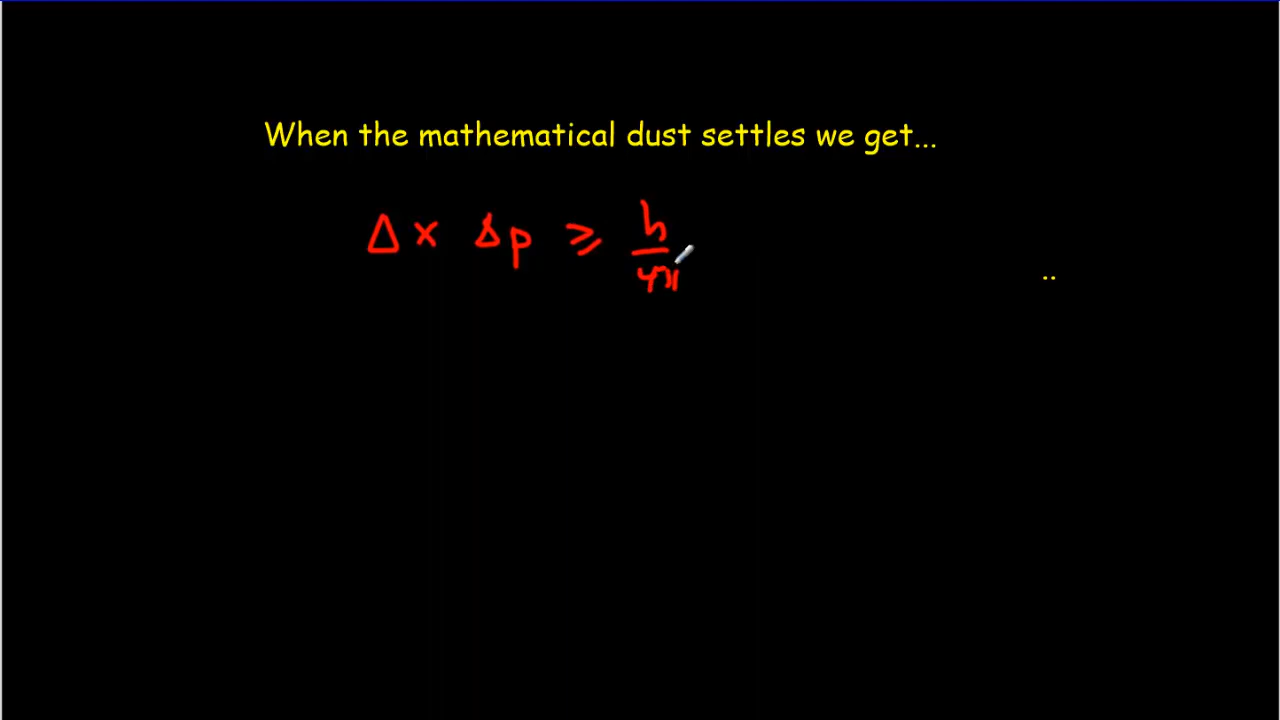 When the mathematical dust settles we get...
Δx Δp ≥ h/4π
..